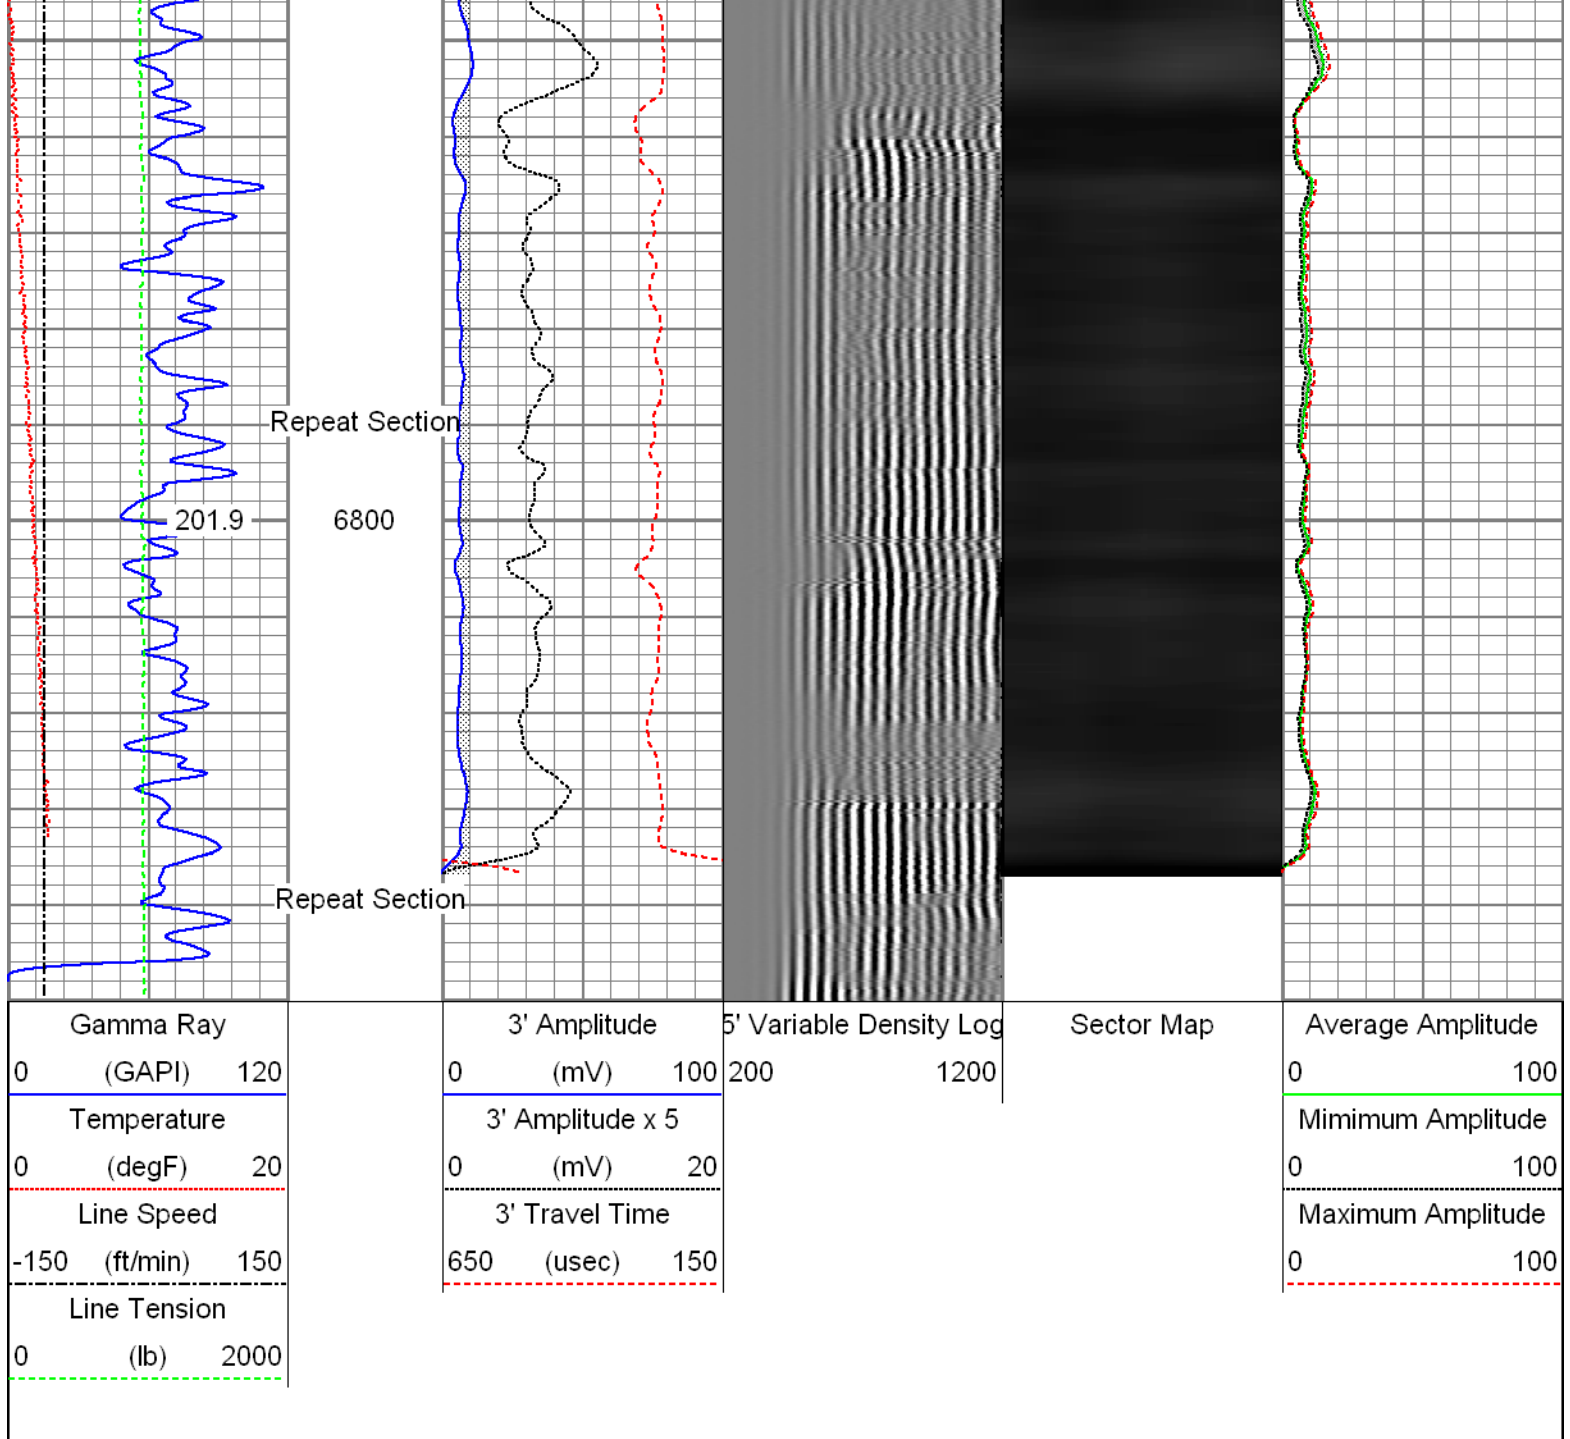 Repeat Section
201.9
6800
Repeat Section
Gamma Ray
0 (GAPI) 120
Temperature
0 (degF) 20
Line Speed
-150 (ft/min) 150
Line Tension
0 (lb) 2000
3' Amplitude
0 (mV) 100
3' Amplitude x 5
0 (mV) 20
3' Travel Time
650 (usec) 150
5' Variable Density Log
200 1200
Sector Map
Average Amplitude
0 100
Mimimum Amplitude
0 100
Maximum Amplitude
0 100